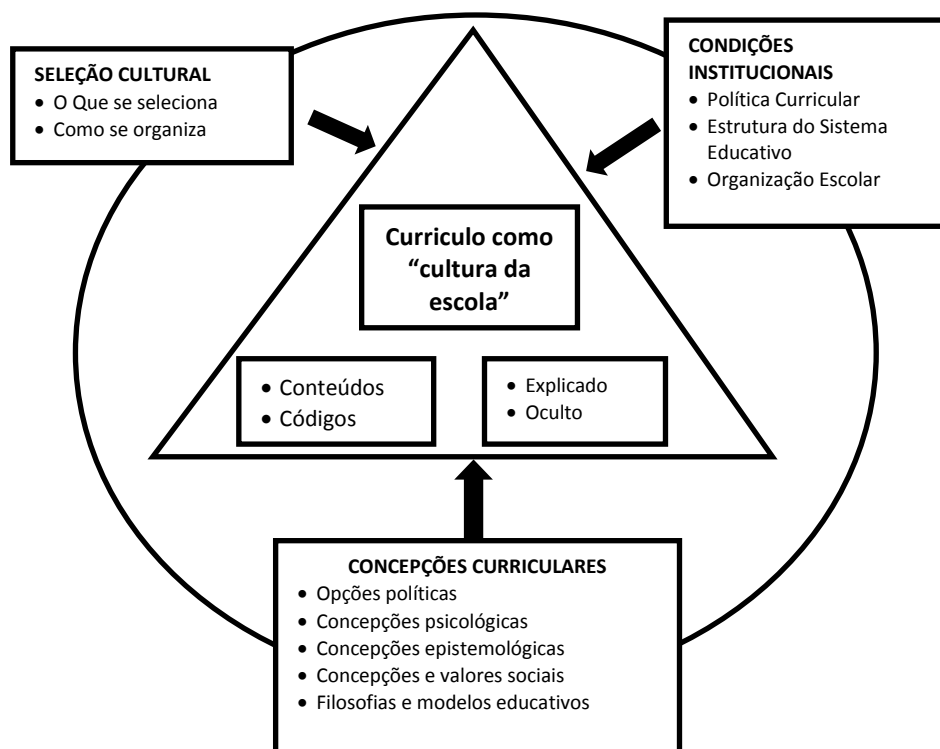 SELEÇÃO CULTURAL
• O Que se seleciona
• Como se organiza
CONDIÇÕES
INSTITUCIONAIS
• Política Curricular
• Estrutura do Sistema
Educativo
• Organização Escolar
Curriculo como
“cultura da
escola”
• Conteúdos
• Códigos
• Explicado
• Oculto
CONCEPÇÕES CURRICULARES
• Opções políticas
• Concepções psicológicas
• Concepções epistemológicas
• Concepções e valores sociais
• Filosofias e modelos educativos